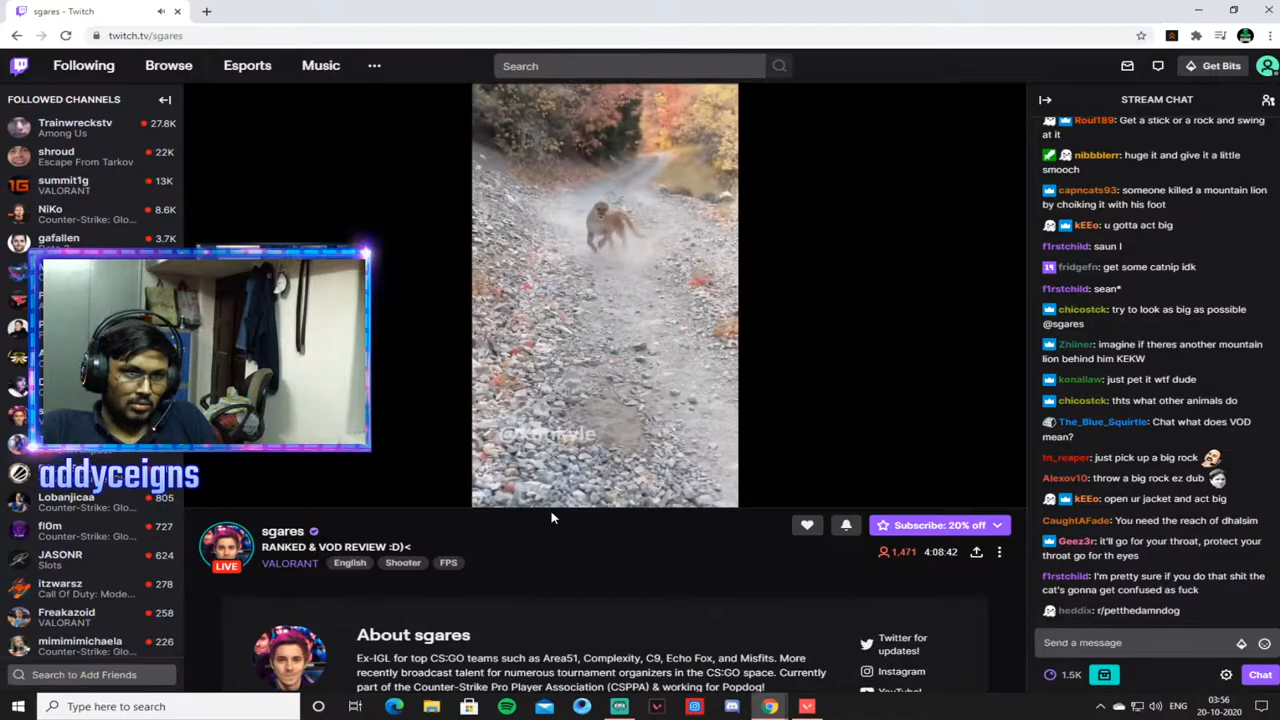 sgares - Twitch
twitch.tv/sgares
Following
Browse
Esports
Music
Search
Get Bits
FOLLOWED CHANNELS
Trainwreckstv
27.8K
Among Us
shroud
22K
Escape From Tarkov
summit1g
13K
VALORANT
NiKo
8.6K
Counter-Strike: Glo...
gafallen
3.7K
addyceigns
Lobanjicaa
805
fl0m
727
Counter-Strike: Glo...
JASONR
624
Slots
itzwarsz
278
Call Of Duty: Mode...
Freakazoid
258
VALORANT
mimimimichaela
226
Counter-Strike: Glo...
Search to Add Friends
sgares
RANKED & VOD REVIEW :D)<
VALORANT
English
Shooter
FPS
LIVE
Subscribe: 20% off
1,471
4:08:42
About sgares
Ex-IGL for top CS:GO teams such as Area51, Complexity, C9, Echo Fox, and Misfits. More
recently broadcast talent for numerous tournament organizers in the CS:GO space. Currently
part of the Counter-Strike Pro Player Association (CSPPA) & working for Popdog!
Twitter for
updates!
Instagram
STREAM CHAT
Roul189: Get a stick or a rock and swing
at it
nibbblerr: huge it and give it a little
smooch
capncats93: someone killed a mountain lion
by choiking it with his foot
kEEo: u gotta act big
f1rstchild: saun l
fridgefn: get some catnip idk
f1rstchild: sean*
chicostck: try to look as big as possible
@sgares
Zhilner: imagine if theres another mountain
lion behind him KEKW
konallaw: just pet it wtf dude
chicostck: thts what other animals do
The_Blue_Squirtle: Chat what does VOD
mean?
tn_reaper: just pick up a big rock
Alexov10: throw a big rock ez dub
kEEo: open ur jacket and act big
CaughtAFade: You need the reach of dhalsim
Geez3r: it'll go for your throat, protect your
throat go for th eyes
f1rstchild: I'm pretty sure if you do that shit the
cat's gonna get confused as fuck
heddix: r/petthedamndog
Send a message
1.5K
Chat
Type here to search
ENG
03:56
20-10-2020